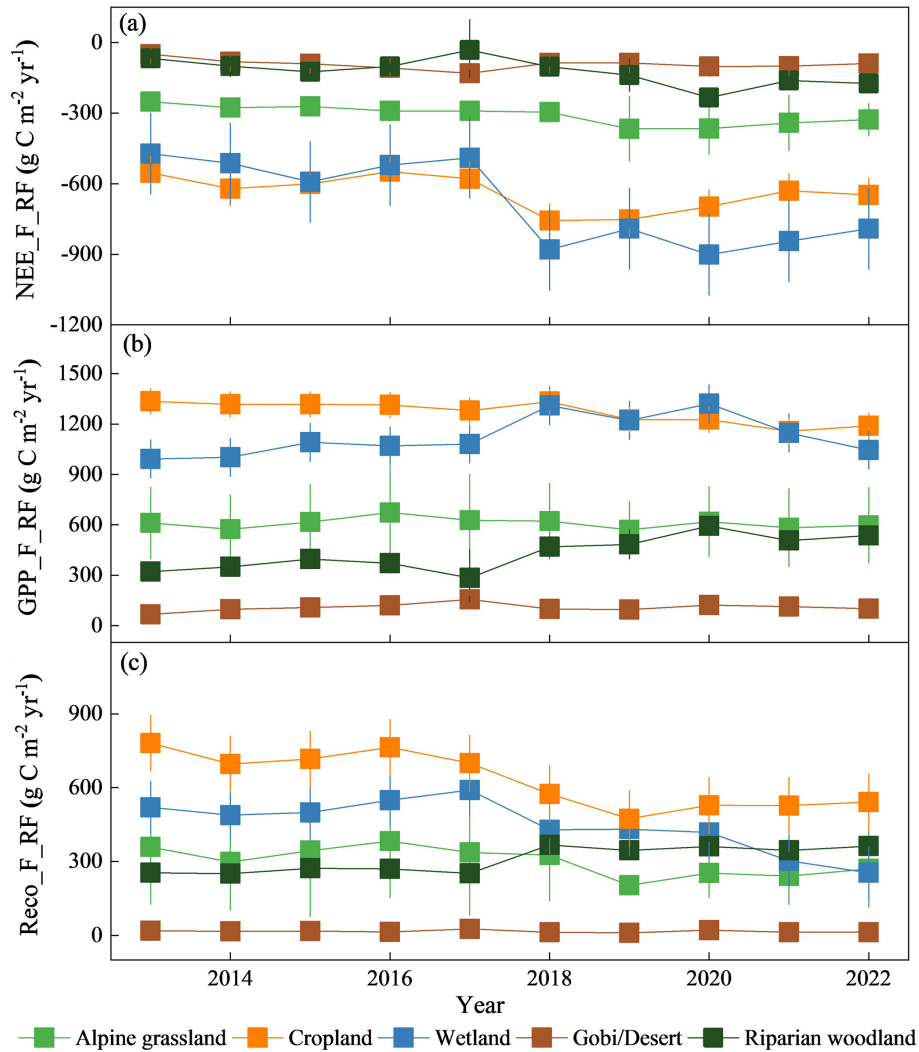 (a)
NEE_F_RF (g C m-2 yr-1)
0
-300
-600
-900
-1200
(b)
GPP_F_RF (g C m-2 yr-1)
1500
1200
900
600
300
0
(c)
Reco_F_RF (g C m-2 yr-1)
900
600
300
0
2014 2016 2018 2020 2022
Year
Alpine grassland Cropland Wetland Gobi/Desert Riparian woodland